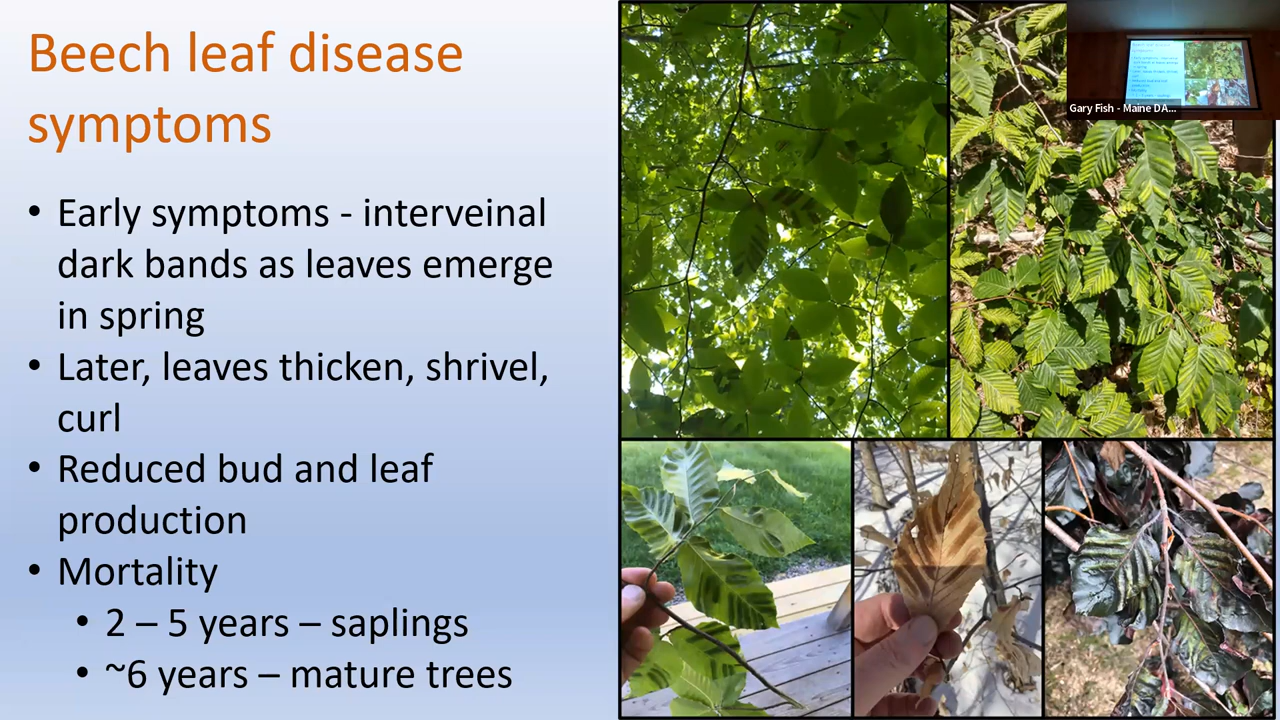 Beech leaf disease
symptoms
• Early symptoms - interveinal
dark bands as leaves emerge
in spring
• Later, leaves thicken, shrivel,
curl
• Reduced bud and leaf
production
• Mortality
• 2 – 5 years – saplings
• ~6 years – mature trees
Gary Fish - Maine DA...